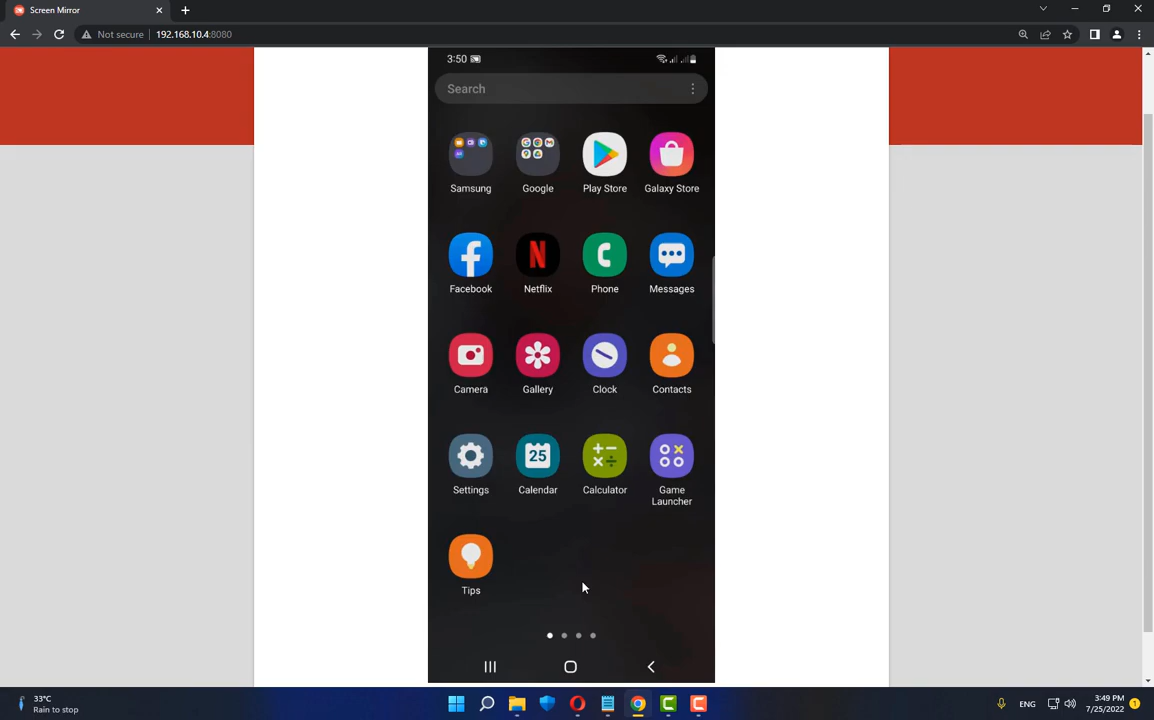 Screen Mirror
Not secure
192.168.10.4:8080
3:50
Search
Samsung
Google
Play Store
Galaxy Store
Facebook
Netflix
Phone
Messages
Camera
Gallery
Clock
Contacts
25
Settings
Calendar
Calculator
Game
Launcher
Tips
33°C
Rain to stop
ENG
3:49 PM
7/25/2022
1